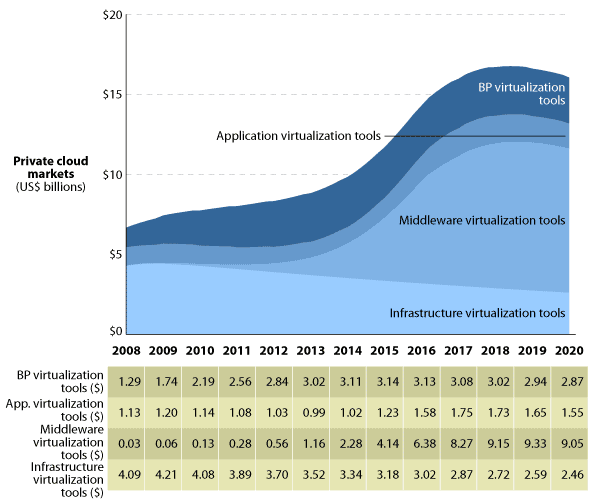 $20
$15
BP virtualization
tools
Application virtualization tools
Private cloud
markets
(US$ billions)
$10
Middleware virtualization tools
$5
Infrastructure virtualization tools
$0
2008 2009 2010 2011 2012 2013 2014 2015 2016 2017 2018 2019 2020
BP virtualization
tools ($)
1.29 1.74 2.19 2.56 2.84 3.02 3.11 3.14 3.13 3.08 3.02 2.94 2.87
App. virtualization
tools ($)
1.13 1.20 1.14 1.08 1.03 0.99 1.02 1.23 1.58 1.75 1.73 1.65 1.55
Middleware
virtualization
tools ($)
0.03 0.06 0.13 0.28 0.56 1.16 2.28 4.14 6.38 8.27 9.15 9.33 9.05
Infrastructure
virtualization
tools ($)
4.09 4.21 4.08 3.89 3.70 3.52 3.34 3.18 3.02 2.87 2.72 2.59 2.46